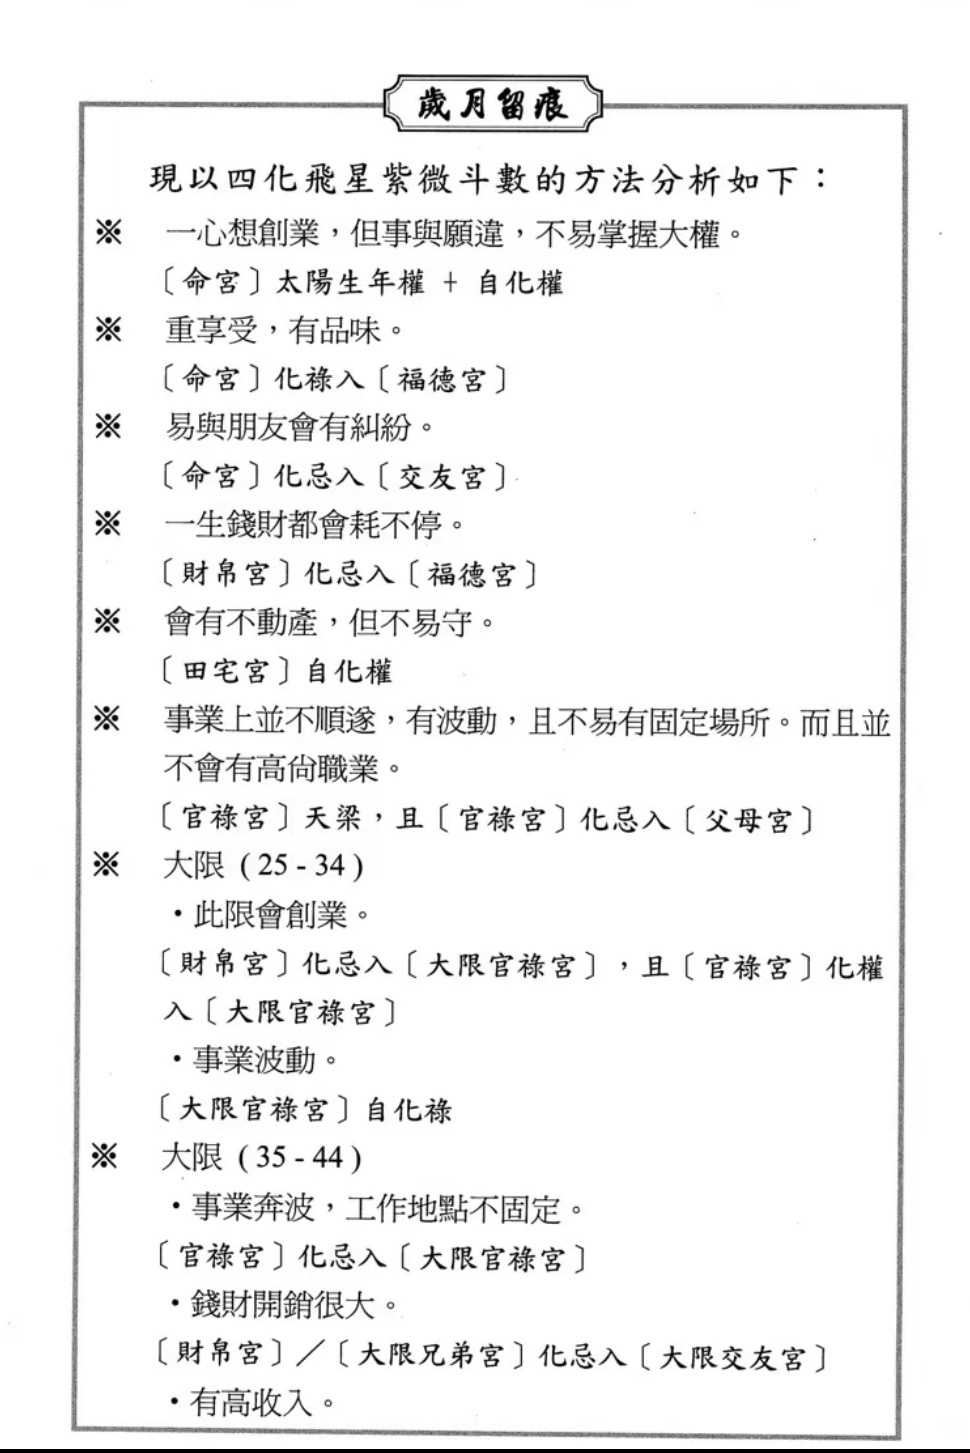 歲月留痕
現以四化飛星紫微斗數的方法分析如下：
※ 一心想創業，但事與願違，不易掌握大權。
〔命宮〕太陽生年權 + 自化權
※ 重享受，有品味。
〔命宮〕化祿入〔福德宮〕
※ 易與朋友會有糾紛。
〔命宮〕化忌入〔交友宮〕
※ 一生錢財都會耗不停。
〔財帛宮〕化忌入〔福德宮〕
※ 會有不動產，但不易守。
〔田宅宮〕自化權
※ 事業上並不順遂，有波動，且不易有固定場所。而且並
不會有高尚職業。
〔官祿宮〕天梁，且〔官祿宮〕化忌入〔父母宮〕
※ 大限 ( 25 - 34 )
・此限會創業。
〔財帛宮〕化忌入〔大限官祿宮〕，且〔官祿宮〕化權
入〔大限官祿宮〕
・事業波動。
〔大限官祿宮〕自化祿
※ 大限 ( 35 - 44 )
・事業奔波，工作地點不固定。
〔官祿宮〕化忌入〔大限官祿宮〕
・錢財開銷很大。
〔財帛宮〕／〔大限兄弟宮〕化忌入〔大限交友宮〕
・有高收入。